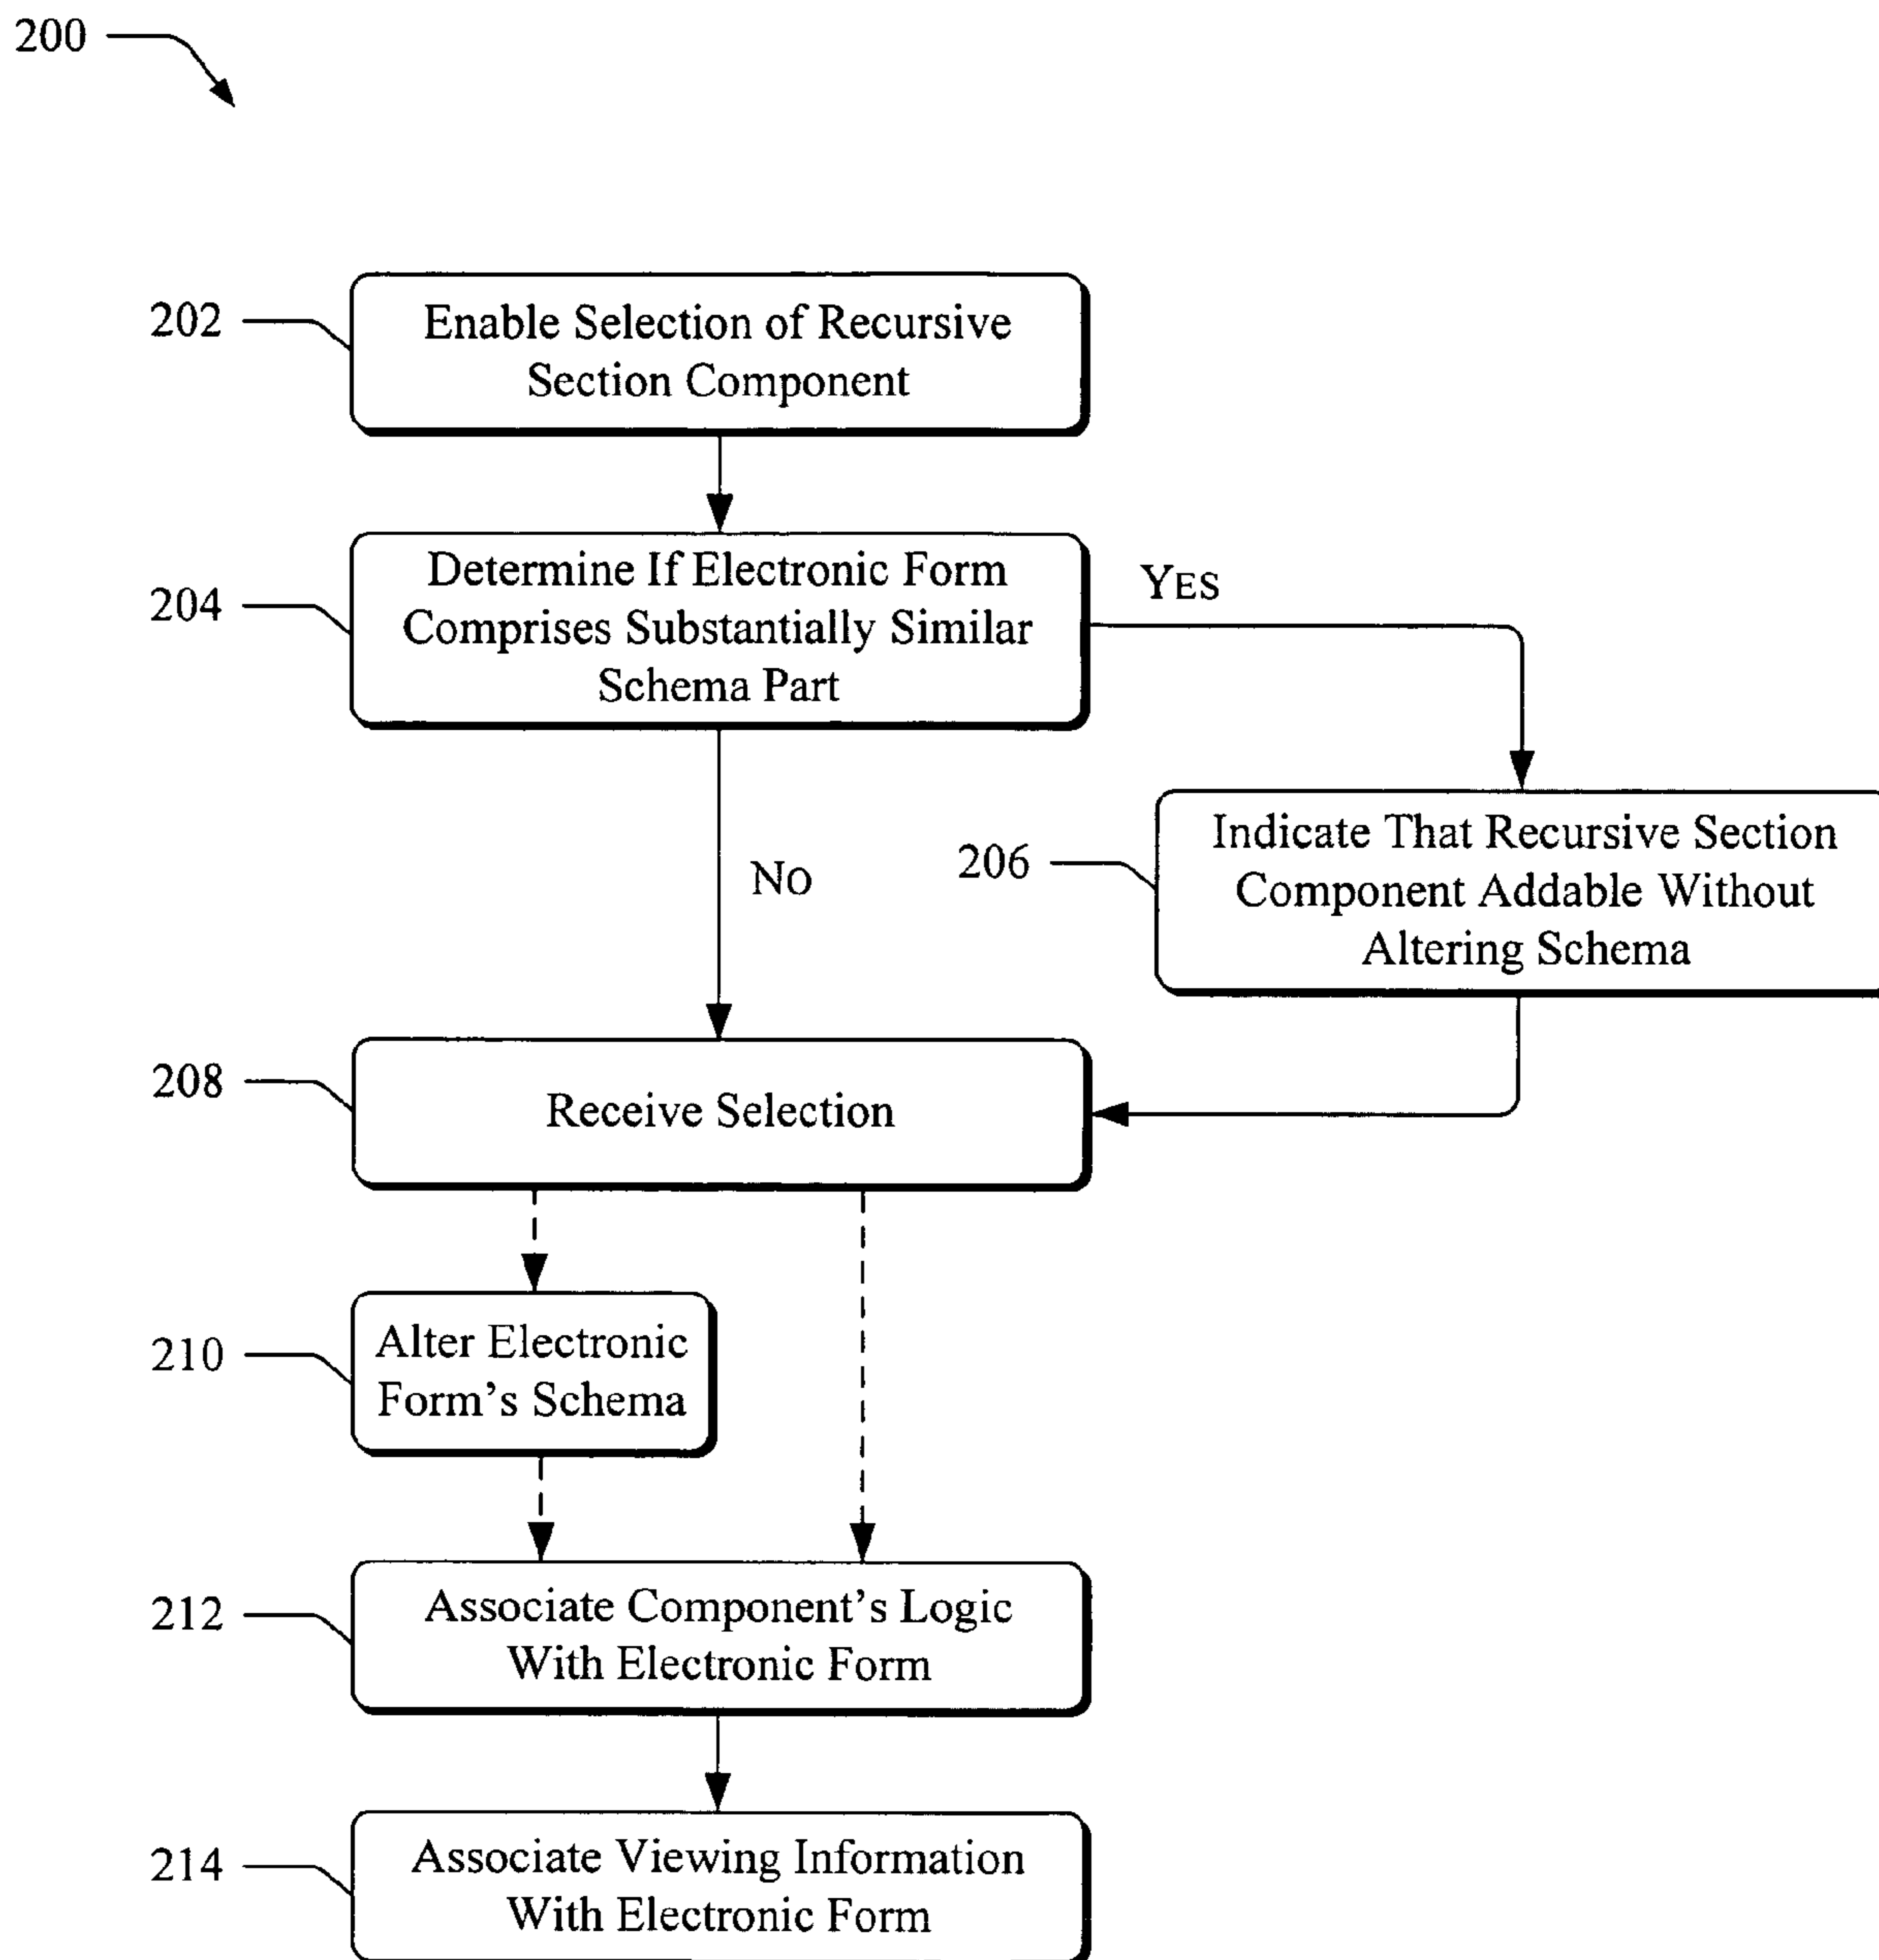 200
202
Enable Selection of Recursive
Section Component
204
Determine If Electronic Form
Comprises Substantially Similar
Schema Part
YES
NO
206
Indicate That Recursive Section
Component Addable Without
Altering Schema
208
Receive Selection
210
Alter Electronic
Form's Schema
212
Associate Component's Logic
With Electronic Form
214
Associate Viewing Information
With Electronic Form